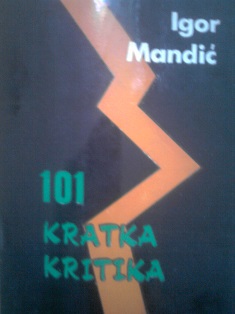 Igor
Mandić
101
KRATKA
KRITIKA